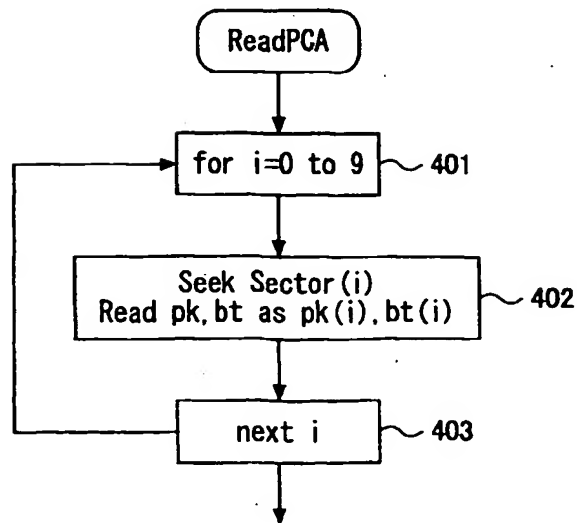 ReadPCA
for i=0 to 9
401
Seek Sector(i)
Read pk,bt as pk(i),bt(i)
402
next i
403